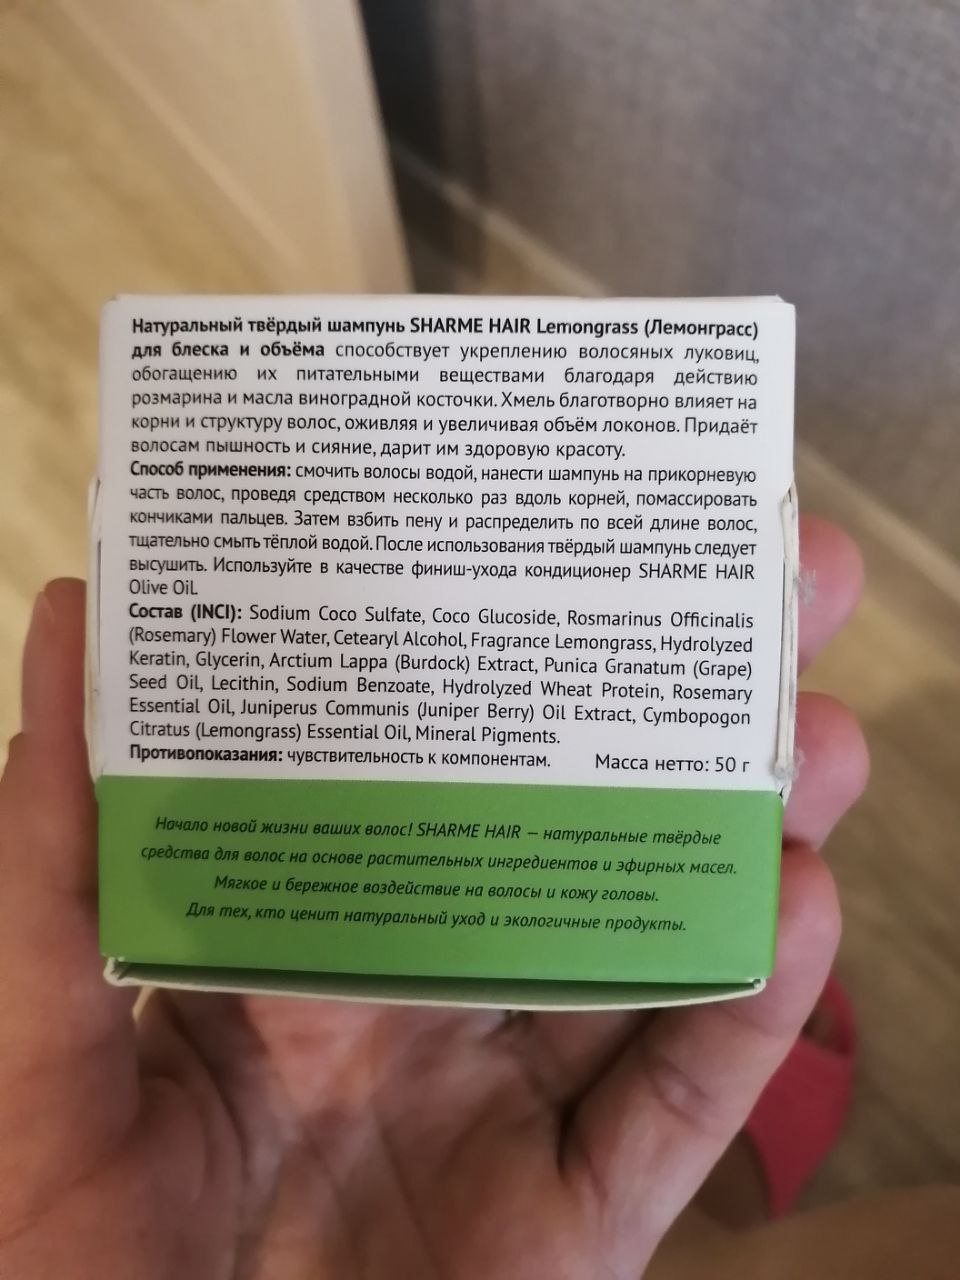 Натуральный твёрдый шампунь SHARME HAIR Lemongrass (Лемонграсс)
для блеска и объёма способствует укреплению волосяных луковиц,
обогащению их питательными веществами благодаря действию
розмарина и масла виноградной косточки. Хмель благотворно влияет на
корни и структуру волос, оживляя и увеличивая объём локонов. Придаёт
волосам пышность и сияние, дарит им здоровую красоту.
Способ применения: смочить волосы водой, нанести шампунь на прикорневую
часть волос, проведя средством несколько раз вдоль корней, помассировать
кончиками пальцев. Затем взбить пену и распределить по всей длине волос,
тщательно смыть тёплой водой. После использования твёрдый шампунь следует
высушить. Используйте в качестве финиш-ухода кондиционер SHARME HAIR
Olive Oil.
Состав (INCI): Sodium Coco Sulfate, Coco Glucoside, Rosmarinus Officinalis
(Rosemary) Flower Water, Cetearyl Alcohol, Fragrance Lemongrass, Hydrolyzed
Keratin, Glycerin, Arctium Lappa (Burdock) Extract, Punica Granatum (Grape)
Seed Oil, Lecithin, Sodium Benzoate, Hydrolyzed Wheat Protein, Rosemary
Essential Oil, Juniperus Communis (Juniper Berry) Oil Extract, Cymbopogon
Citratus (Lemongrass) Essential Oil, Mineral Pigments.
Противопоказания: чувствительность к компонентам. Масса нетто: 50 г
Начало новой жизни ваших волос! SHARME HAIR – натуральные твёрдые
средства для волос на основе растительных ингредиентов и эфирных масел.
Мягкое и бережное воздействие на волосы и кожу головы.
Для тех, кто ценит натуральный уход и экологичные продукты.